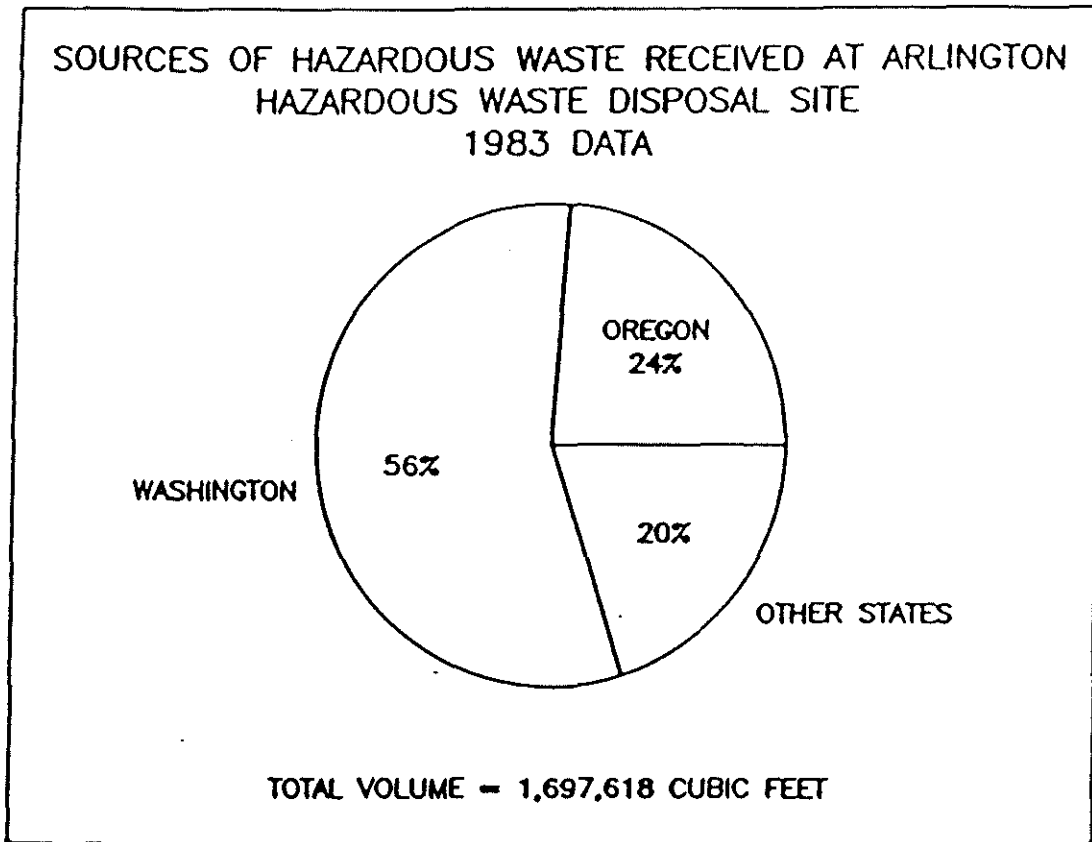 SOURCES OF HAZARDOUS WASTE RECEIVED AT ARLINGTON
HAZARDOUS WASTE DISPOSAL SITE
1983 DATA
OREGON
24%
56%
WASHINGTON
20%
OTHER STATES
TOTAL VOLUME = 1,697,618 CUBIC FEET